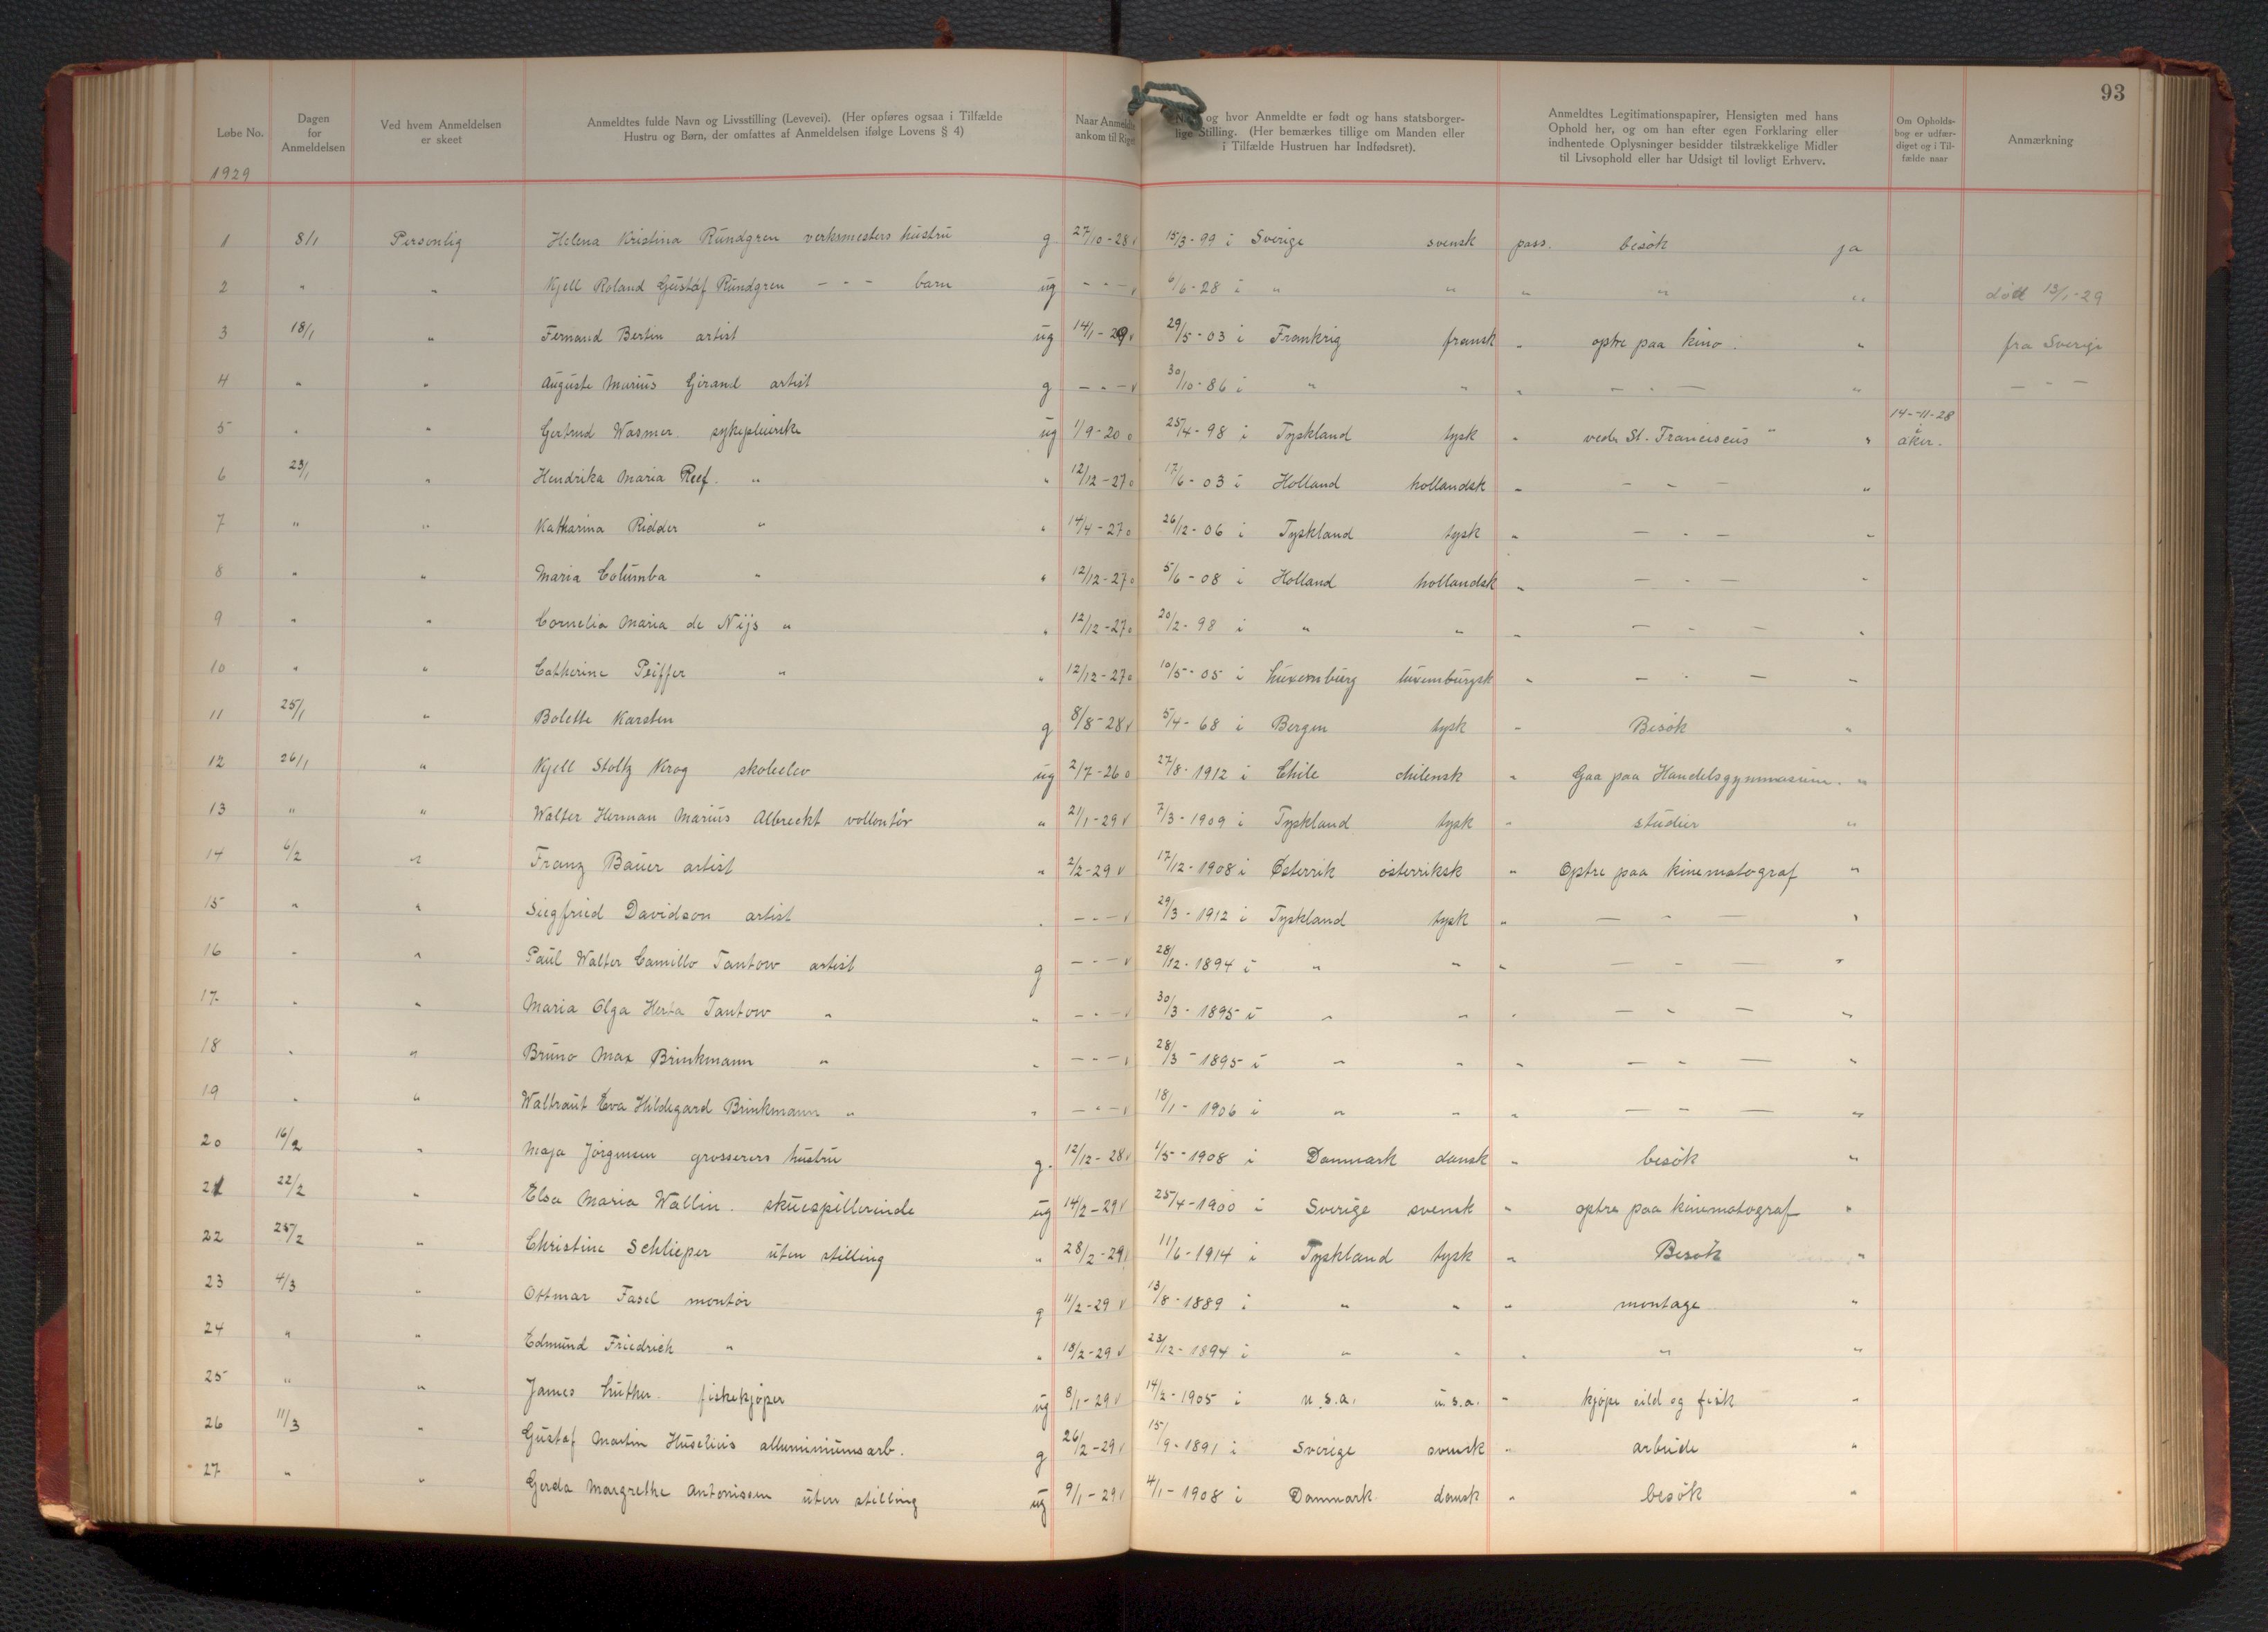 93
Løbe No. Dagen for Anmeldelsen Ved hvem Anmeldelsen er skeet Anmeldtes fulde Navn og Livsstilling (Levevei). (Her opføres ogsaa i Tilfælde Hustru og Børn, der omfattes af Anmeldelsen ifølge Lovens § 4) Naar Anmeldte ankom til Riget og hvor Anmeldte er født og hans statsborgerlige Stilling. (Her bemærkes tillige om Manden eller i Tilfælde Hustruen har Indfødsret). Anmeldtes Legitimationspapirer, Hensigten med hans Ophold her, og om han efter egen Forklaring eller indhentede Oplysninger besidder tilstrækkelige Midler til Livsophold eller har Udsigt til lovligt Erhverv. Om Opholdsbog er udfærdiget og i Tilfælde naar Anmærkning
1929
1 8/1 Personlig Helena Kristina Rundgren verksmesters hustru g. 27/10-28 v 15/3-99 i Sverige svensk pass. besøk ja
2 " " Kjell Roland Gustaf Rundgren - - - barn ug - - - v 6/6-28 i " " " " " død 13/1-29
3 18/1 " Fernand Bertin artist ug 14/1-29 v 29/5-03 i Frankrig fransk " optre paa kino. " fra Sverige
4 " " Auguste Marius Girand artist g - - - v 30/10-86 i " " " - - - " - " -
5 " " Gertrud Wasmer. sykepleierske ug 1/9-20 o 25/4-98 i Tyskland tysk " ved " St. Franciscus " " 14-11-28 i aker.
6 23/1 " Hendrika Maria Reef. " " 12/12-27 o 17/6-03 i Holland hollandsk " - - - "
7 " " Katharina Ridder " " 14/4-27 o 26/12-06 i Tyskland tysk " - - - "
8 " " Maria Columba " " 12/12-27 o 5/6-08 i Holland hollandsk " - - - "
9 " " Cornelia Maria de Nijs " " 12/12-27 o 20/2-98 i " " " - - - "
10 " " Catherine Peiffer " " 12/12-27 o 10/5-05 i Luxemburg luxemburgsk " - - - "
11 25/1 " Bolette Karsten g 8/8-28 v 5/4-68 i Bergen tysk " Besøk "
12 26/1 " Kjell Stoltz Krog skoleelev ug 2/7-26 o 27/8-1912 i Chile chilensk " Gaa paa Handelsgymnasium. "
13 " " Walter Herman Marius Albrecht vollontør " 21/1-29 v 7/3-1909 i Tyskland tysk " studier "
14 6/2 " Franz Bauer artist " 2/2-29 v 17/12-1908 i Østerrik østerriksk " Optre paa kinematograf "
15 " " Siegfried Davidson artist " - - - v 29/3-1912 i Tyskland tysk " - - - "
16 " " Paul Walter Camillo Tantow artist g - - - v 28/12-1894 i " " " - - - "
17 " " Maria Olga Herta Tantow " " - - - v 30/3-1895 i " " " - - - "
18 " " Bruno Max Brinkmann " " - - - v 28/3-1895 i " " " - - - "
19 " " Waltraut Eva Hildegard Brinkmann " " - - - v 18/1-1906 i " " " - - - "
20 16/2 " Maja Jörgensen grosserers hustru g. 12/12-28 v 1/5-1908 i Danmark dansk " besøk "
21 22/2 " Elsa Maria Wallin. skuespillerinde ug 14/2-29 v 25/4-1900 i Sverige svensk " optre paa kinematograf "
22 " Christine Schlieper uten stilling " 28/2-29 v 11/6-1914 i Tyskland tysk " Besøk "
23 4/3 " Ottmar Fasel montør g 11/2-29 v 13/8-1889 i " " " montage "
24 " " Edmund Friedrich " " 18/2-29 v 23/12-1894 i " " " " "
25 " " James Luther. fiskekjøper ug 8/1-29 v 14/2-1905 i u.s.a. u.s.a. " kjøpe sild og fisk "
26 11/3 " Gustaf Martin Huselius alluminiumsarb. g 26/2-29 v 15/9-1891 i Sverige svensk " arbeide "
27 " " Gerda Margrethe Antonissen uten stilling ug 9/1-29 v 4/1-1908 i Danmark dansk " besøk "